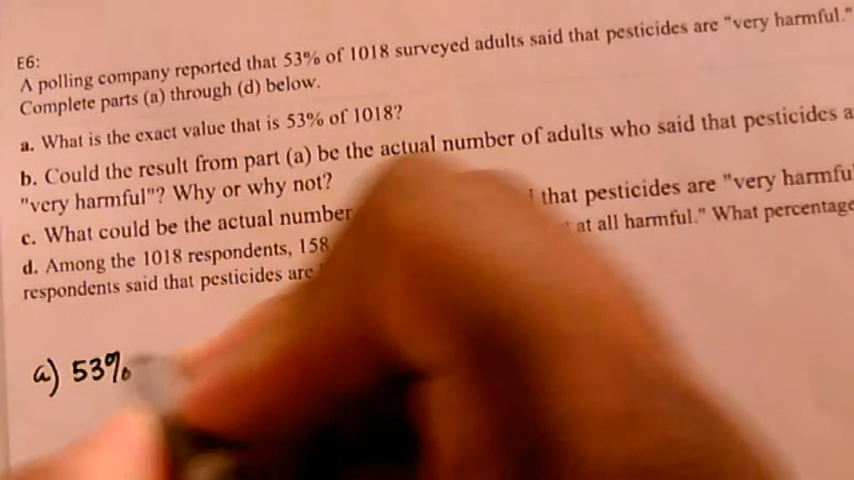 E6:
A polling company reported that 53% of 1018 surveyed adults said that pesticides are "very harmful."
Complete parts (a) through (d) below.
a. What is the exact value that is 53% of 1018?
b. Could the result from part (a) be the actual number of adults who said that pesticides a
"very harmful"? Why or why not?
c. What could be the actual number that pesticides are "very harmfu
d. Among the 1018 respondents, 158 at all harmful." What percentage
respondents said that pesticides are
a) 53%